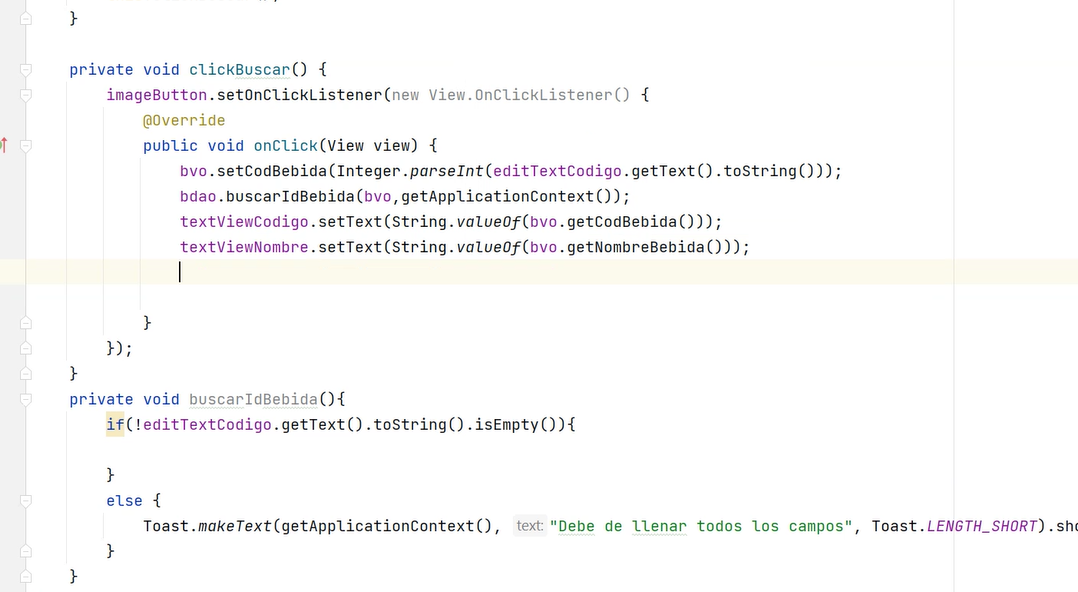 }
private void clickBuscar() {
imageButton.setOnClickListener(new View.OnClickListener() {
@Override
public void onClick(View view) {
bvo.setCodBebida(Integer.parseInt(editTextCodigo.getText().toString()));
bdao.buscarIdBebida(bvo,getApplicationContext());
textViewCodigo.setText(String.valueOf(bvo.getCodBebida()));
textViewNombre.setText(String.valueOf(bvo.getNombreBebida()));
}
});
}
private void buscarIdBebida(){
if(!editTextCodigo.getText().toString().isEmpty()){
}
else {
Toast.makeText(getApplicationContext(), text: "Debe de llenar todos los campos", Toast.LENGTH_SHORT).sho
}
}